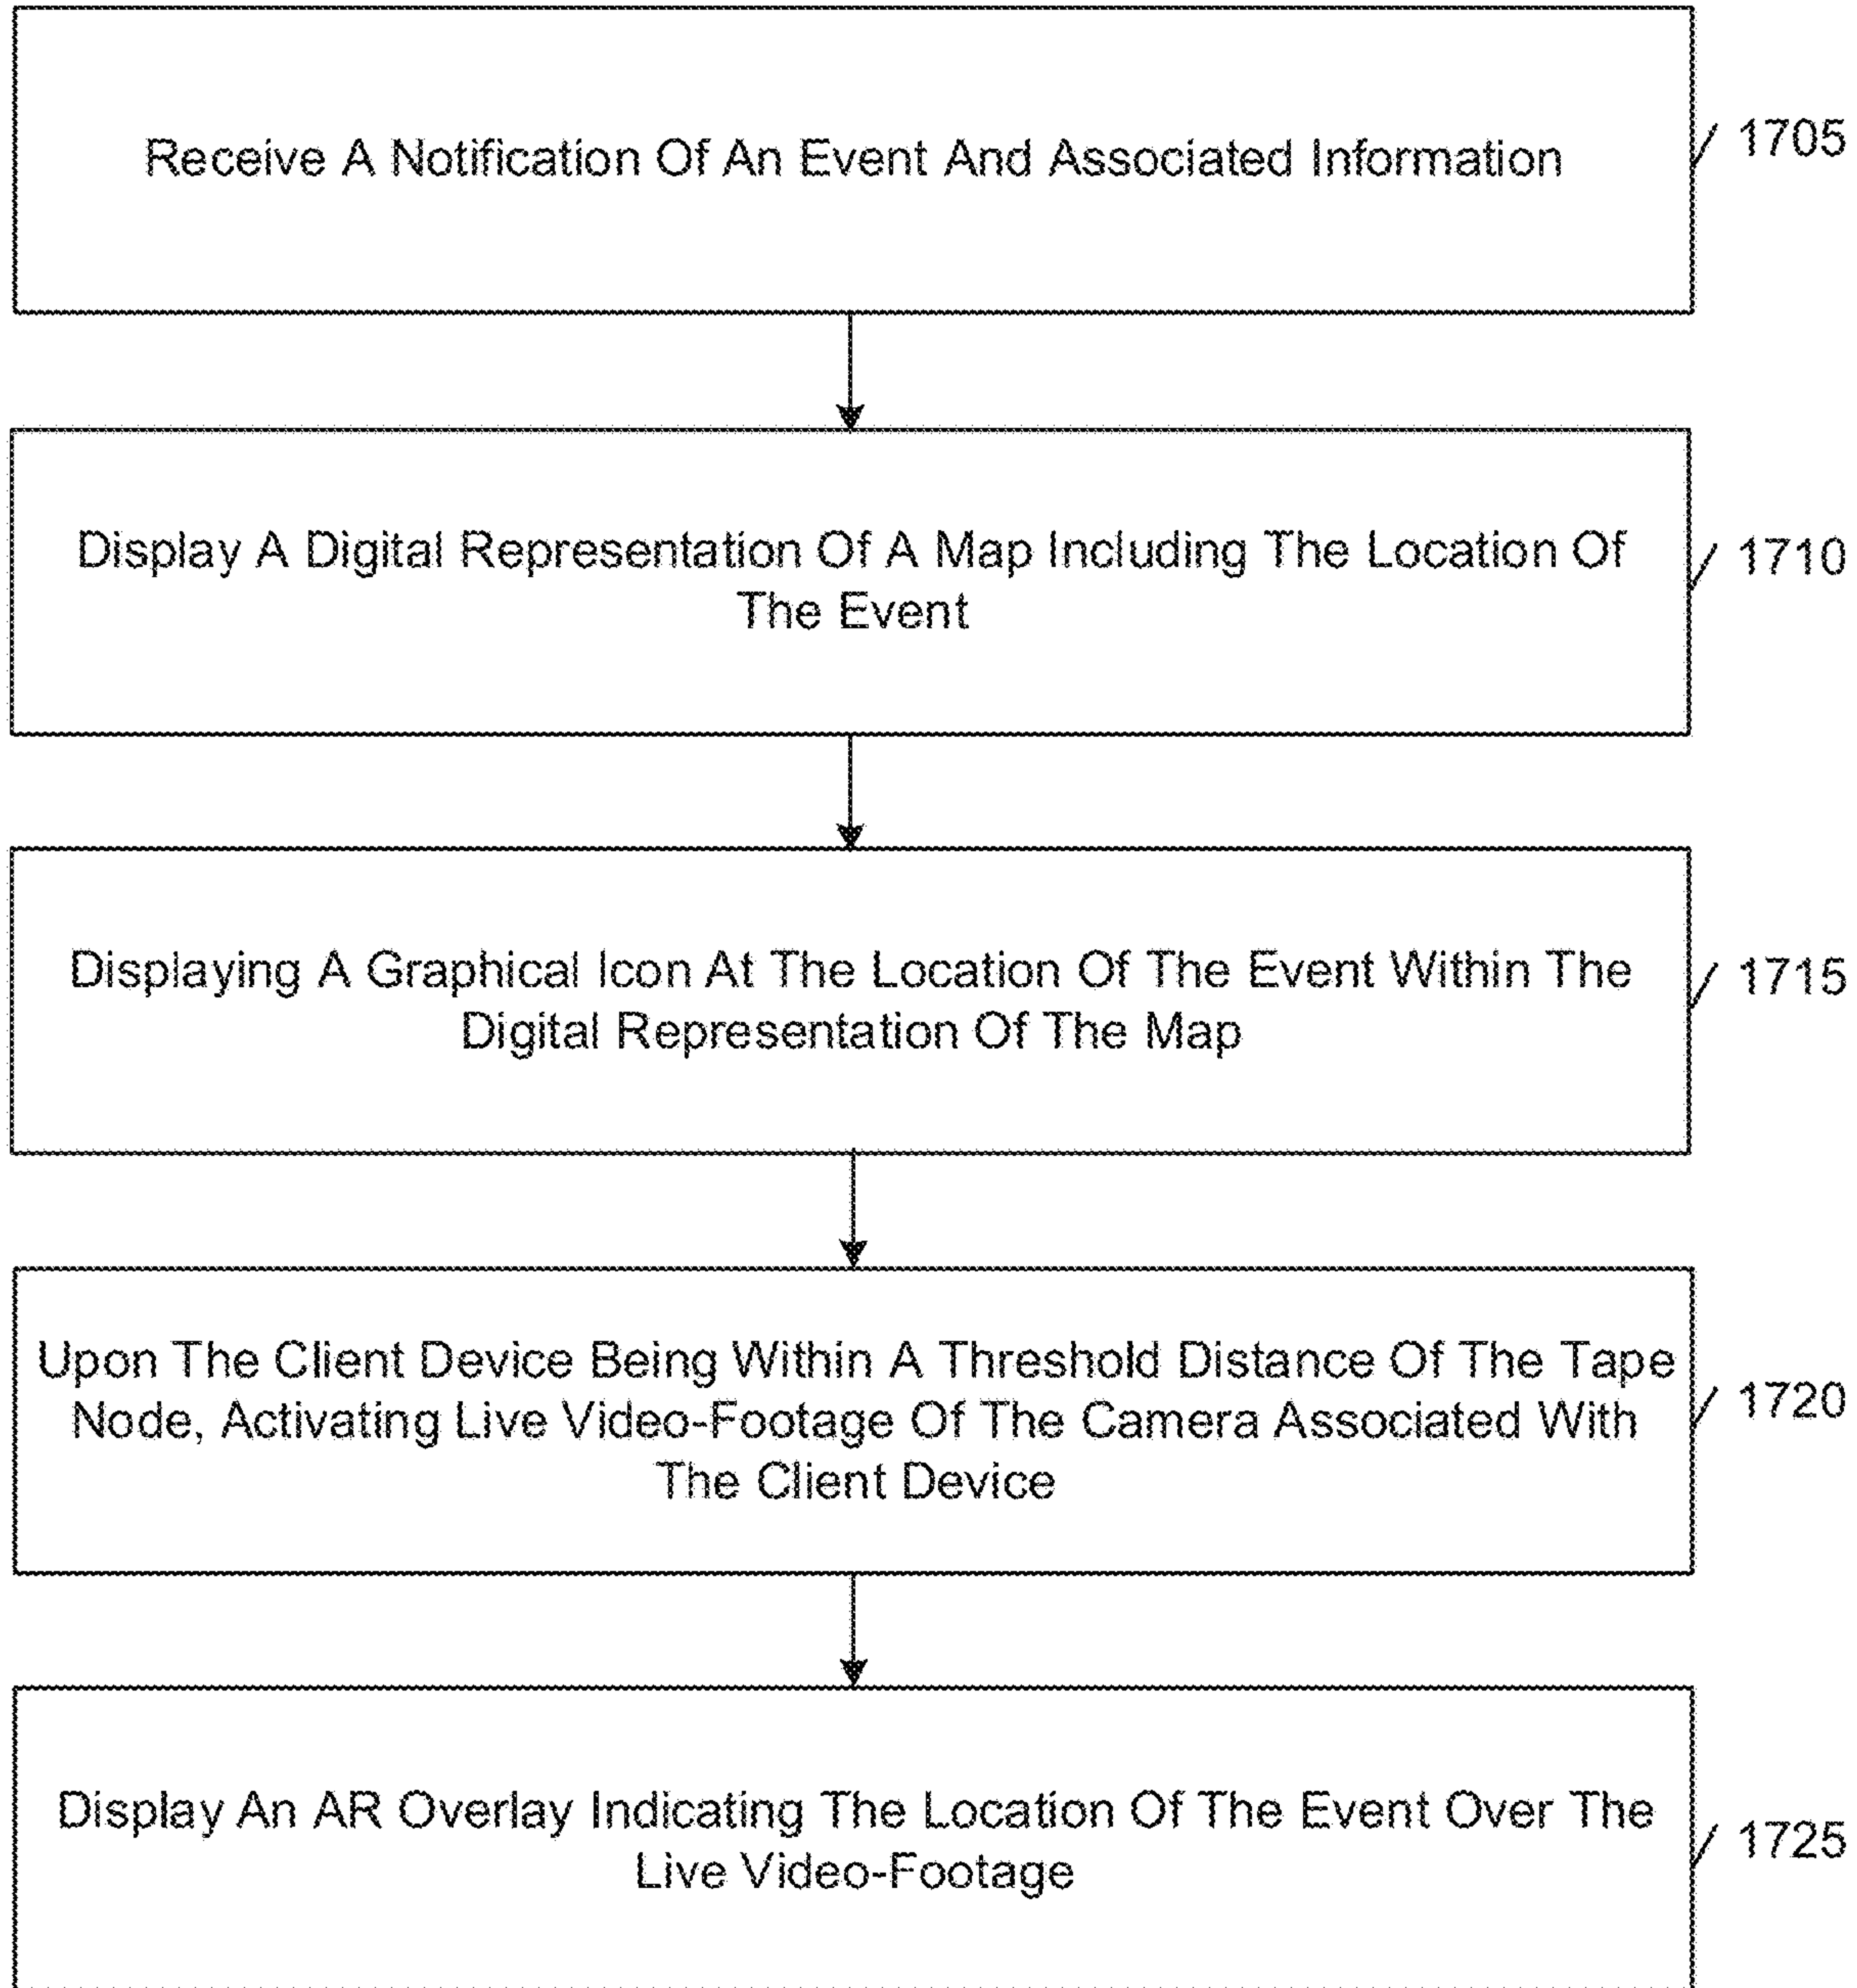 Receive A Notification Of An Event And Associated Information
1705
Display A Digital Representation Of A Map Including The Location Of
The Event
1710
Displaying A Graphical Icon At The Location Of The Event Within The
Digital Representation Of The Map
1715
Upon The Client Device Being Within A Threshold Distance Of The Tape
Node, Activating Live Video-Footage Of The Camera Associated With
The Client Device
1720
Display An AR Overlay Indicating The Location Of The Event Over The
Live Video-Footage
1725